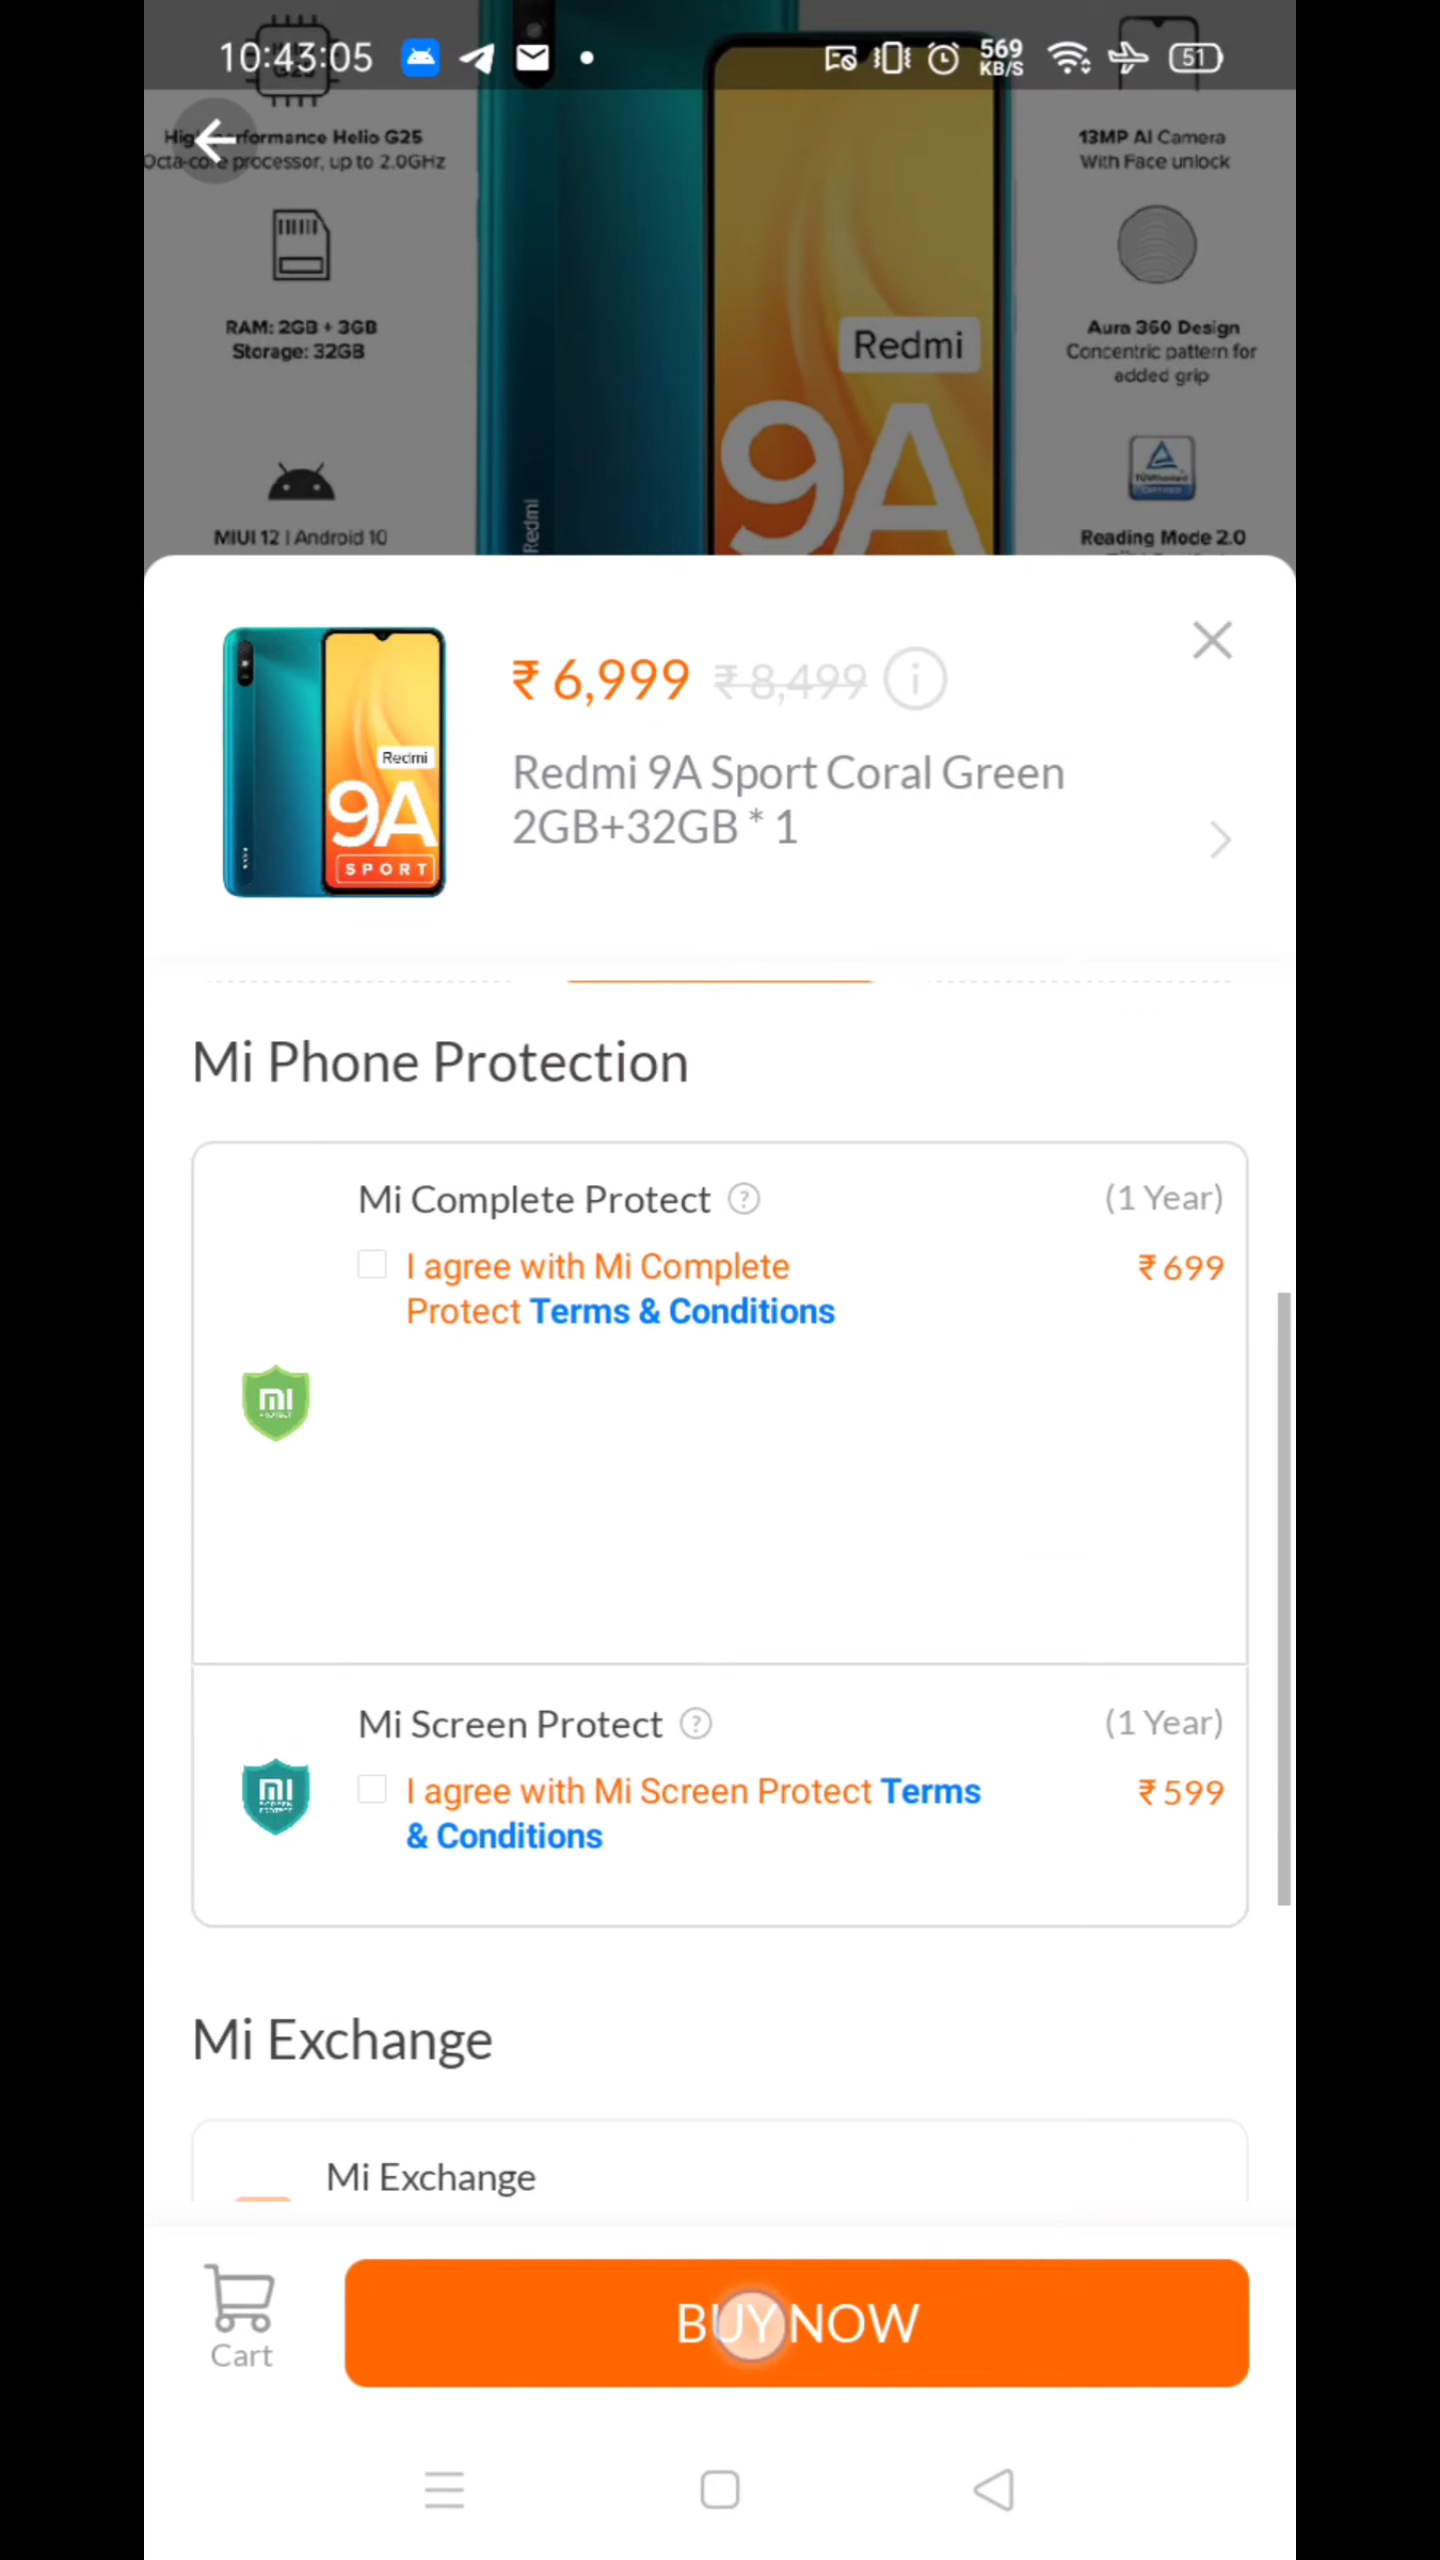 10:43:05
569
KB/S
51
High performance Helio G25
Octa-core processor, up to 2.0GHz
13MP AI Camera
With Face unlock
RAM: 2GB + 3GB
Storage: 32GB
Redmi
Aura 360 Design
Concentric pattern for
added grip
9A
Redmi
MIUI 12 | Android 10
Reading Mode 2.0
₹ 6,999 ₹ 8,499
Redmi 9A Sport Coral Green
2GB+32GB * 1
Redmi
9A
SPORT
Mi Phone Protection
Mi Complete Protect ? (1 Year)
I agree with Mi Complete ₹ 699
Protect Terms & Conditions
Mi Screen Protect ? (1 Year)
I agree with Mi Screen Protect Terms ₹ 599
& Conditions
Mi Exchange
Mi Exchange
Cart
BUY NOW